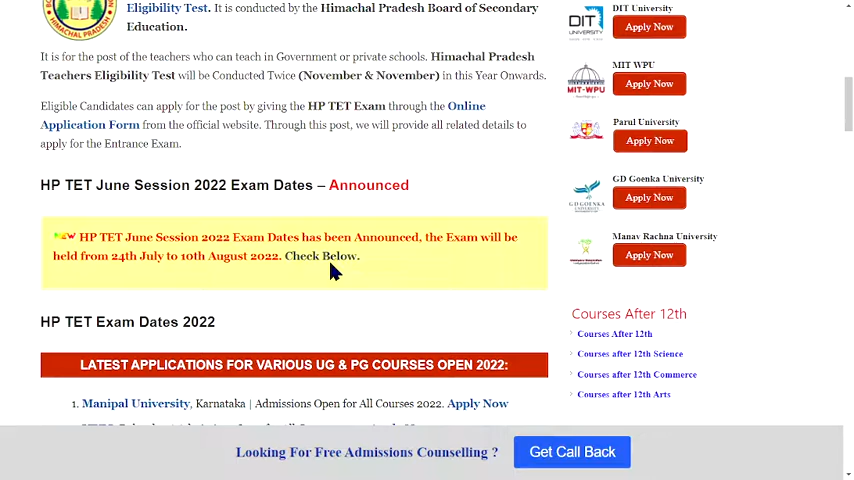 Eligibility Test. It is conducted by the Himachal Pradesh Board of Secondary
Education.
It is for the post of the teachers who can teach in Government or private schools. Himachal Pradesh
Teachers Eligibility Test will be Conducted Twice (November & November) in this Year Onwards.
Eligible Candidates can apply for the post by giving the HP TET Exam through the Online
Application Form from the official website. Through this post, we will provide all related details to
apply for the Entrance Exam.
HP TET June Session 2022 Exam Dates – Announced
HP TET June Session 2022 Exam Dates has been Announced, the Exam will be
held from 24th July to 10th August 2022. Check Below.
HP TET Exam Dates 2022
LATEST APPLICATIONS FOR VARIOUS UG & PG COURSES OPEN 2022:
1. Manipal University, Karnataka | Admissions Open for All Courses 2022. Apply Now
DIT University
Apply Now
MIT WPU
Apply Now
Parul University
Apply Now
GD Goenka University
Apply Now
Manav Rachna University
Apply Now
Courses After 12th
Courses After 12th
Courses after 12th Science
Courses after 12th Commerce
Courses after 12th Arts
Looking For Free Admissions Counselling ?
Get Call Back